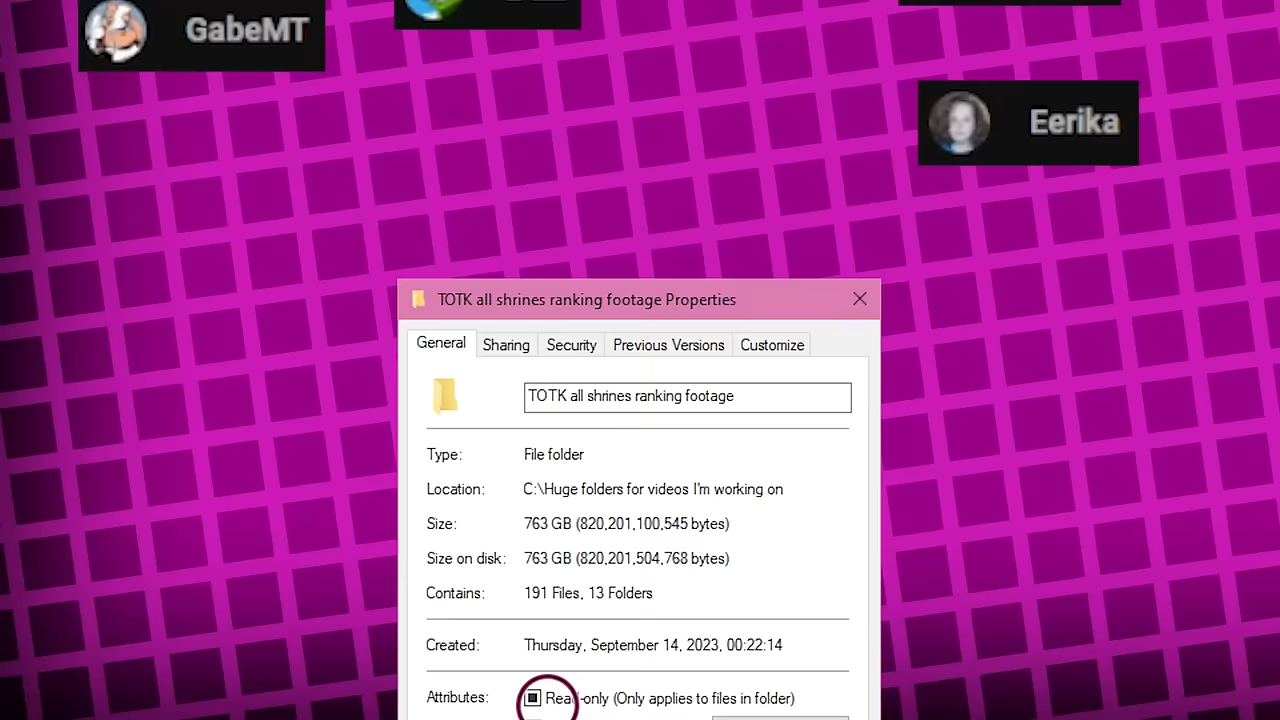 GabeMT
Eerika
TOTK all shrines ranking footage Properties
General Sharing Security Previous Versions Customize
TOTK all shrines ranking footage
Type: File folder
Location: C:\Huge folders for videos I'm working on
Size: 763 GB (820,201,100,545 bytes)
Size on disk: 763 GB (820,201,504,768 bytes)
Contains: 191 Files, 13 Folders
Created: Thursday, September 14, 2023, 00:22:14
Attributes: Read-only (Only applies to files in folder)